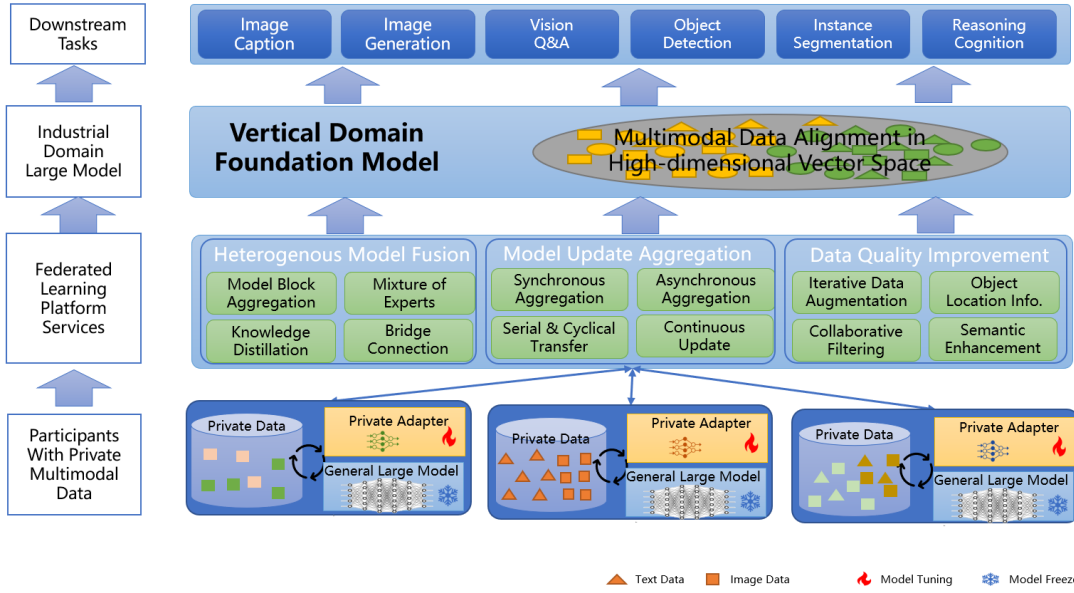 Downstream
Tasks
Image
Caption
Image
Generation
Vision
Q&A
Object
Detection
Instance
Segmentation
Reasoning
Cognition
Industrial
Domain
Large Model
Vertical Domain
Foundation Model
Multimodal Data Alignment in
High-dimensional Vector Space
Federated
Learning
Platform
Services
Heterogenous Model Fusion
Model Block
Aggregation
Mixture of
Experts
Knowledge
Distillation
Bridge
Connection
Model Update Aggregation
Synchronous
Aggregation
Asynchronous
Aggregation
Serial & Cyclical
Transfer
Continuous
Update
Data Quality Improvement
Iterative Data
Augmentation
Object
Location Info.
Collaborative
Filtering
Semantic
Enhancement
Participants
With Private
Multimodal
Data
Private Data
Private Adapter
General Large Model
Private Data
Private Adapter
General Large Model
Private Data
Private Adapter
General Large Model
Text Data
Image Data
Model Tuning
Model Freeze